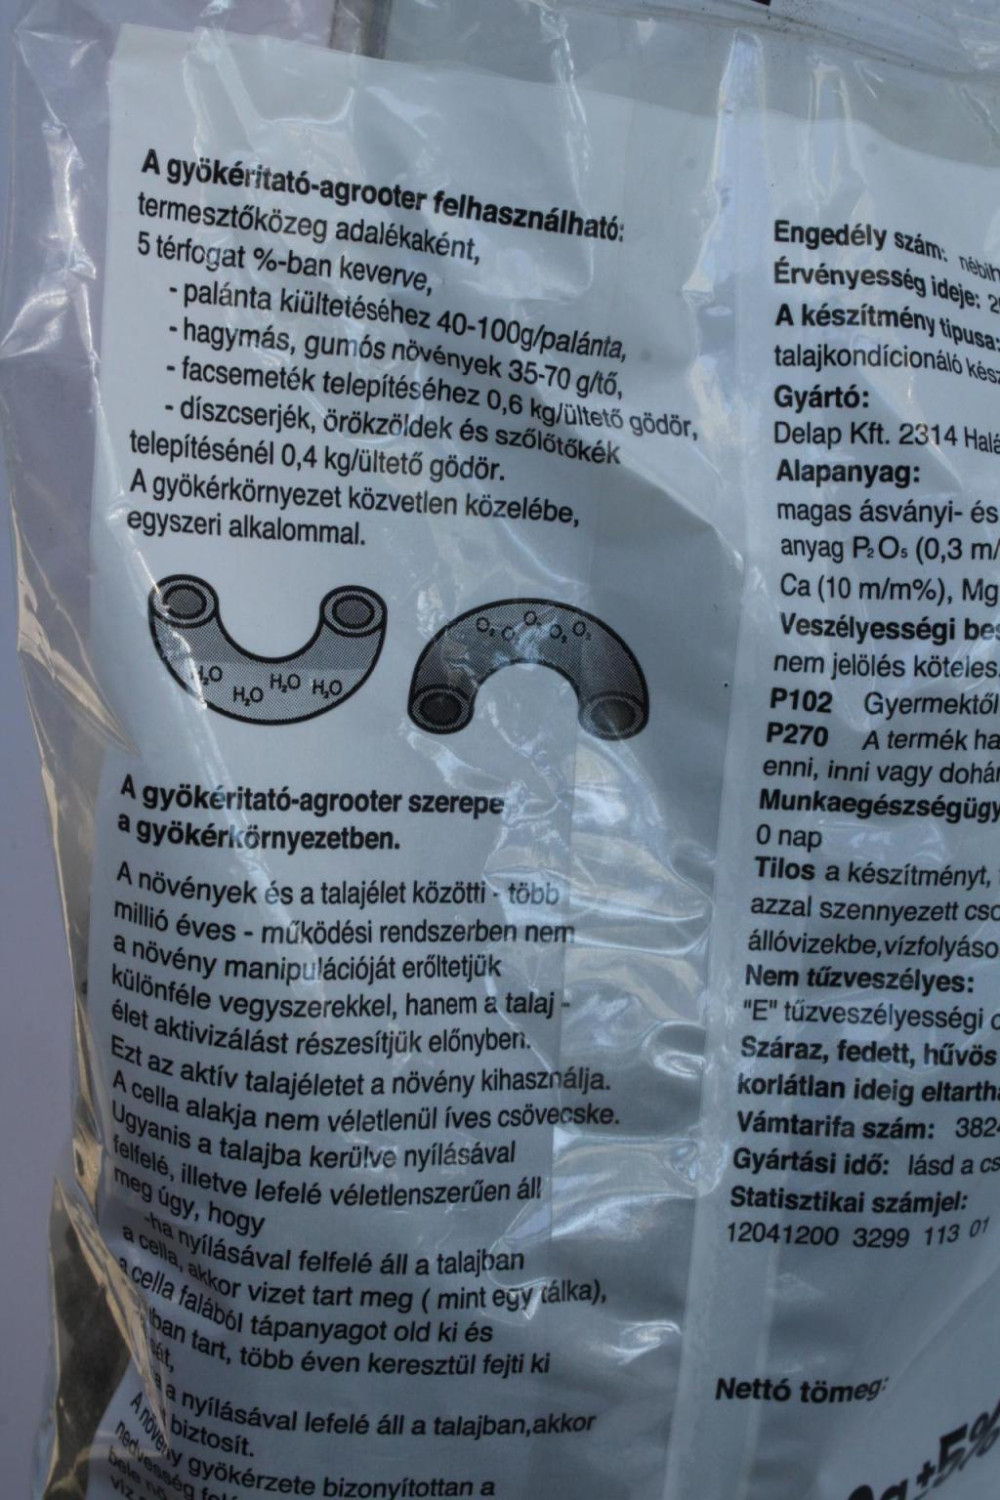 A gyökéritató-agrooter felhasználható:
termesztőközeg adalékaként,
5 térfogat %-ban keverve,
- palánta kiültetéséhez 40-100g/palánta,
- hagymás, gumós növények 35-70 g/tő,
- facsemeték telepítéséhez 0,6 kg/ültető gödör,
- díszcserjék, örökzöldek és szőlőtőkék
telepítésénél 0,4 kg/ültető gödör.
A gyökérkörnyezet közvetlen közelébe,
egyszeri alkalommal.
H₂O H₂O H₂O H₂O
O₂ O₂ O₂ O₂ O₂
A gyökéritató-agrooter szerepe
a gyökérkörnyezetben.
A növények és a talajélet közötti - több
millió éves - működési rendszerben nem
a növény manipulációját erőltetjük
különféle vegyszerekkel, hanem a talaj -
élet aktivizálást részesítjük előnyben.
Ezt az aktív talajéletet a növény kihasználja.
A cella alakja nem véletlenül íves csövecske.
Ugyanis a talajba kerülve nyílásával
felfelé, illetve lefelé véletlenszerűen áll
meg úgy, hogy
-ha nyílásával felfelé áll a talajban
a cella, akkor vizet tart meg ( mint egy tálka),
a cella falából tápanyagot old ki és
tart, több éven keresztül fejti ki
a nyílásával lefelé áll a talajban,akkor
biztosít.
A növény gyökérzete bizonyítottan a
nedvesség
Engedély szám: nébih
Érvényesség ideje:
A készítmény tipusa:
talajkondícionáló
Gyártó:
Delap Kft. 2314
Alapanyag:
magas ásványi- és
anyag P₂O₅ (0,3
Ca (10 m/m%), Mg
Veszélyességi
nem jelölés köteles
P102 Gyermektől
P270 A termék
enni, inni vagy
0 nap
Tilos a készítményt,
azzal szennyezett
Nem tűzveszélyes:
"E" tűzveszélyességi
Száraz, fedett, hűvös
korlátlan ideig
Vámtarifa szám:
Gyártási idő: lásd a
Statisztikai számjel:
12041200 3299 113 01
Nettó tömeg:
+5%